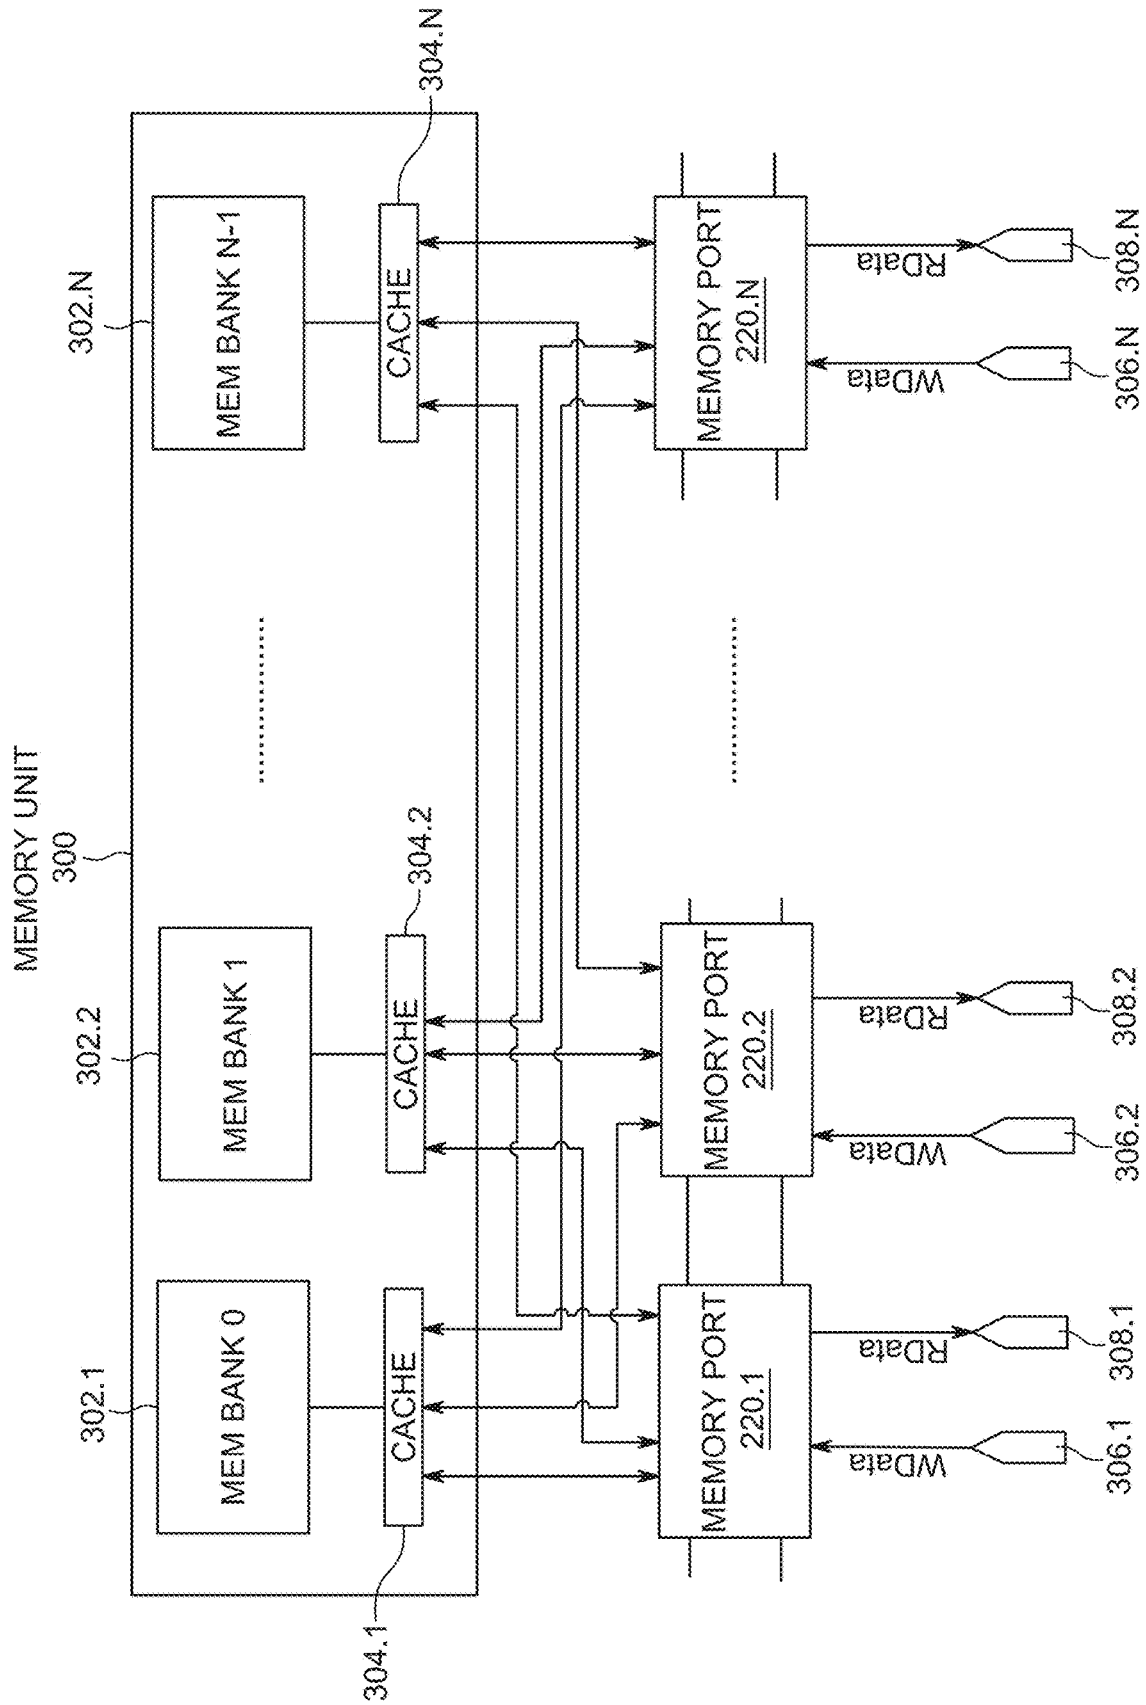 MEMORY UNIT
300
302.1
302.2
302.N
MEM BANK 0
MEM BANK 1
MEM BANK N-1
304.1
CACHE
CACHE
304.2
CACHE
304.N
MEMORY PORT
220.1
MEMORY PORT
220.2
MEMORY PORT
220.N
WData
RData
WData
RData
WData
RData
306.1
308.1
306.2
308.2
306.N
308.N